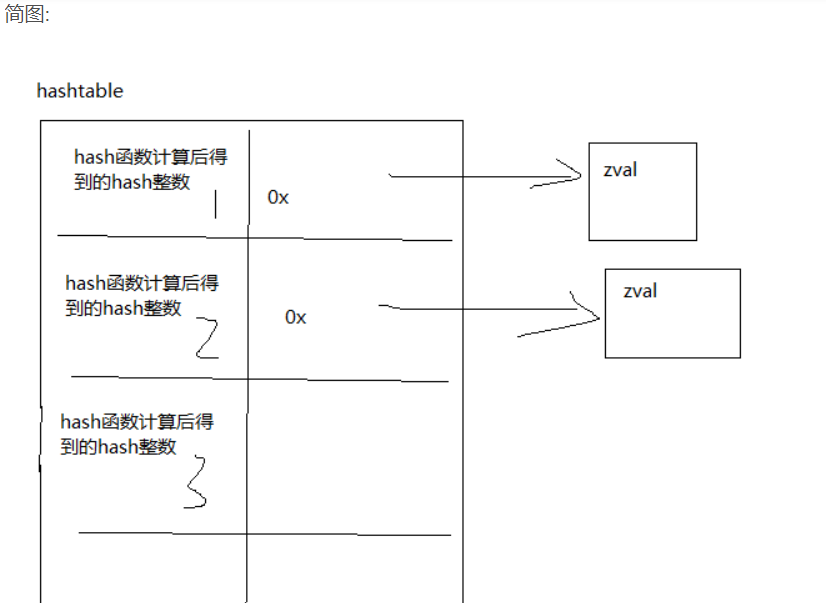 简图:
hashtable
hash函数计算后得
到的hash整数
1
0x
zval
hash函数计算后得
到的hash整数
2
0x
zval
hash函数计算后得
到的hash整数
3